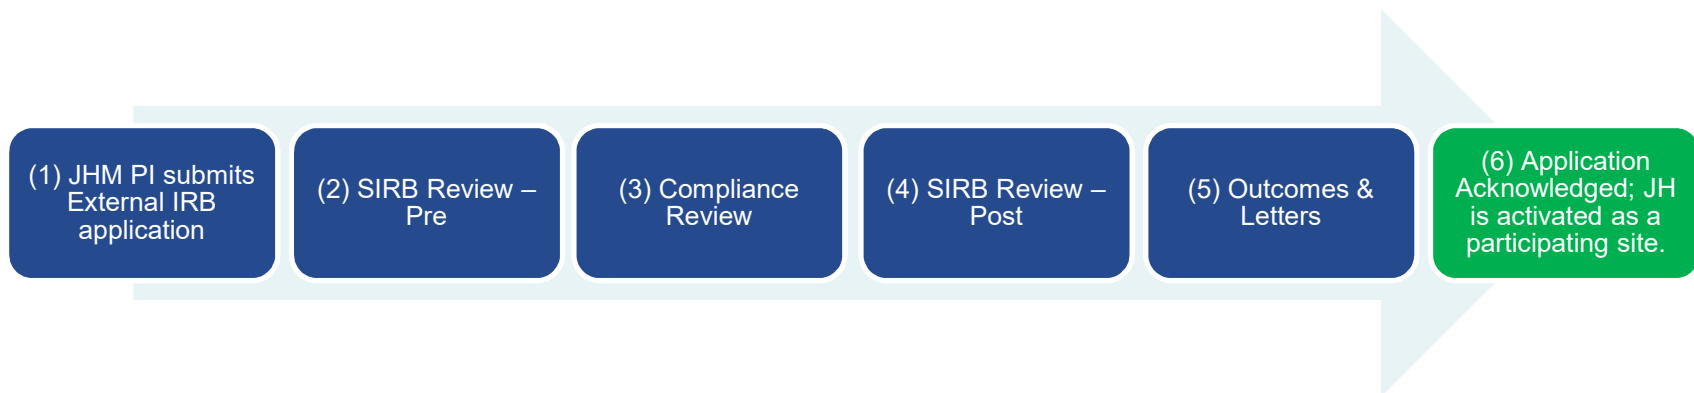 (1) JHM PI submits
External IRB
application
(2) SIRB Review –
Pre
(3) Compliance
Review
(4) SIRB Review –
Post
(5) Outcomes &
Letters
(6) Application
Acknowledged; JH
is activated as a
participating site.